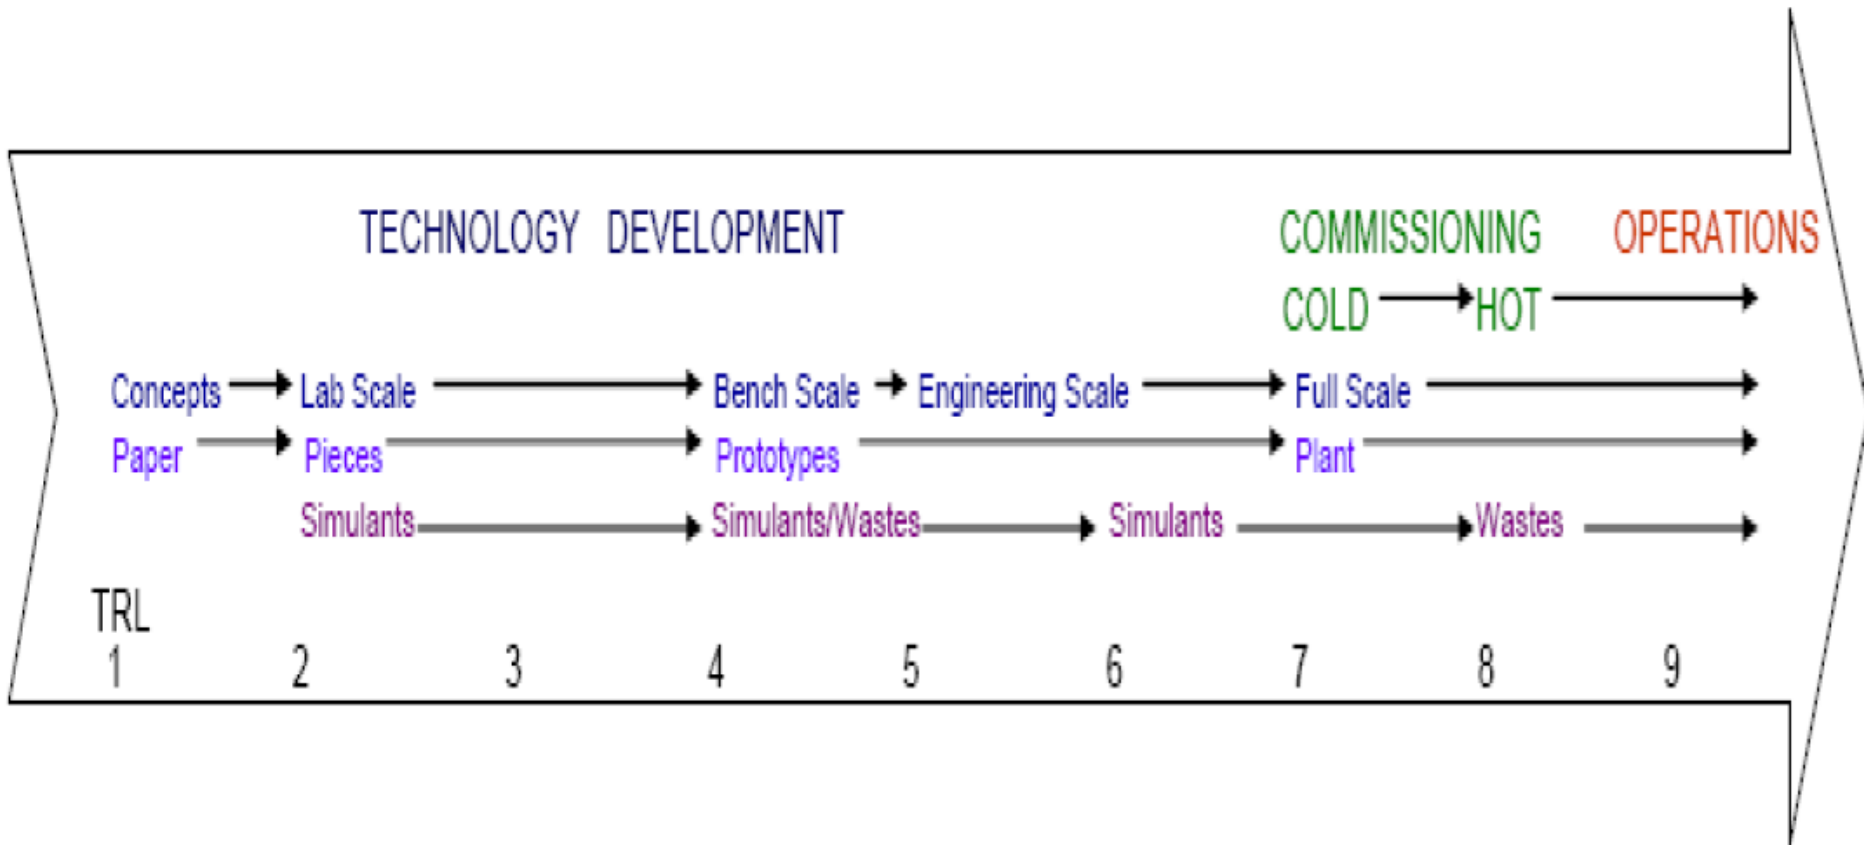 TECHNOLOGY DEVELOPMENT COMMISSIONING OPERATIONS
COLD HOT
Concepts Lab Scale Bench Scale Engineering Scale Full Scale
Paper Pieces Prototypes Plant
Simulants Simulants/Wastes Simulants Wastes
TRL
1 2 3 4 5 6 7 8 9